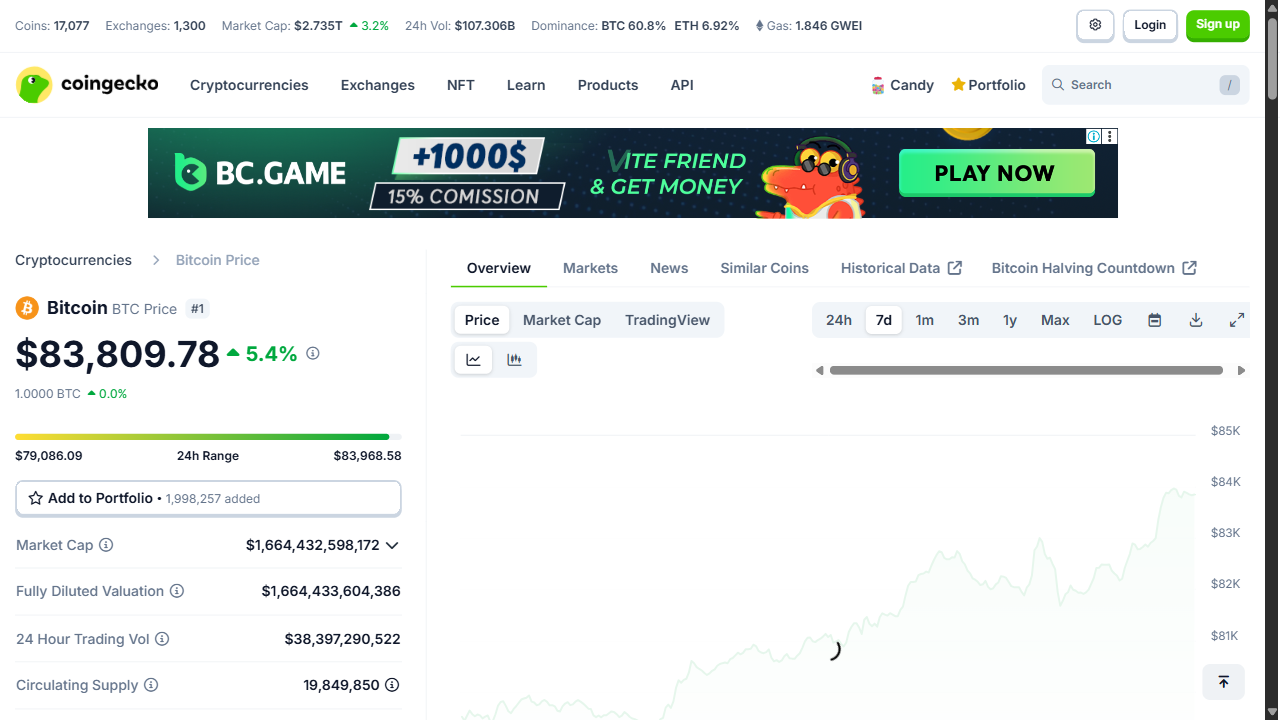 Coins: 17,077 Exchanges: 1,300 Market Cap: $2.735T 3.2% 24h Vol: $107.306B Dominance: BTC 60.8% ETH 6.92% Gas: 1.846 GWEI
Login
Sign up
coingecko
Cryptocurrencies Exchanges NFT Learn Products API
Candy Portfolio
Search /
BC.GAME
+1000$
15% COMISSION
VITE FRIEND
& GET MONEY
PLAY NOW
Cryptocurrencies Bitcoin Price
Bitcoin BTC Price #1
$83,809.78 5.4%
1.0000 BTC 0.0%
$79,086.09 24h Range $83,968.58
Add to Portfolio • 1,998,257 added
Market Cap $1,664,432,598,172
Fully Diluted Valuation $1,664,433,604,386
24 Hour Trading Vol $38,397,290,522
Circulating Supply 19,849,850
Overview Markets News Similar Coins Historical Data Bitcoin Halving Countdown
Price Market Cap TradingView
24h 7d 1m 3m 1y Max LOG
$85K
$84K
$83K
$82K
$81K